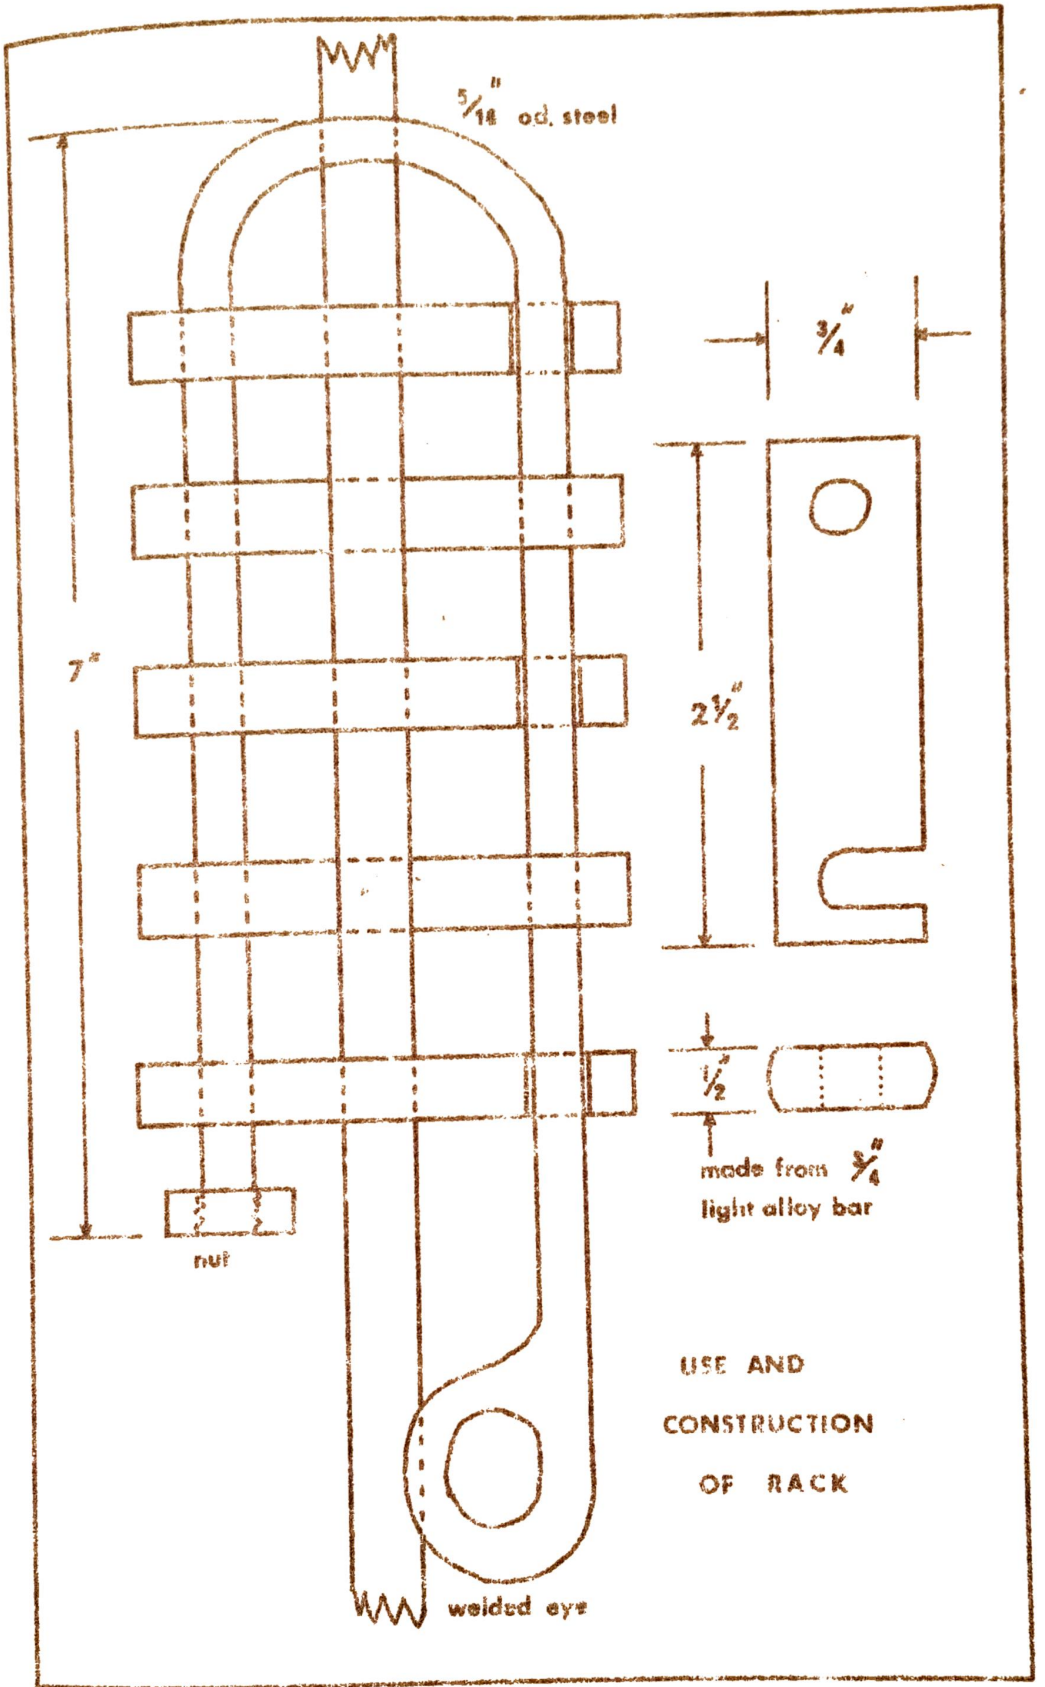 5/16" o.d. steel
3/4"
7"
2 1/2"
1/2"
made from 3/4"
light alloy bar
nut
USE AND
CONSTRUCTION
OF RACK
welded eye